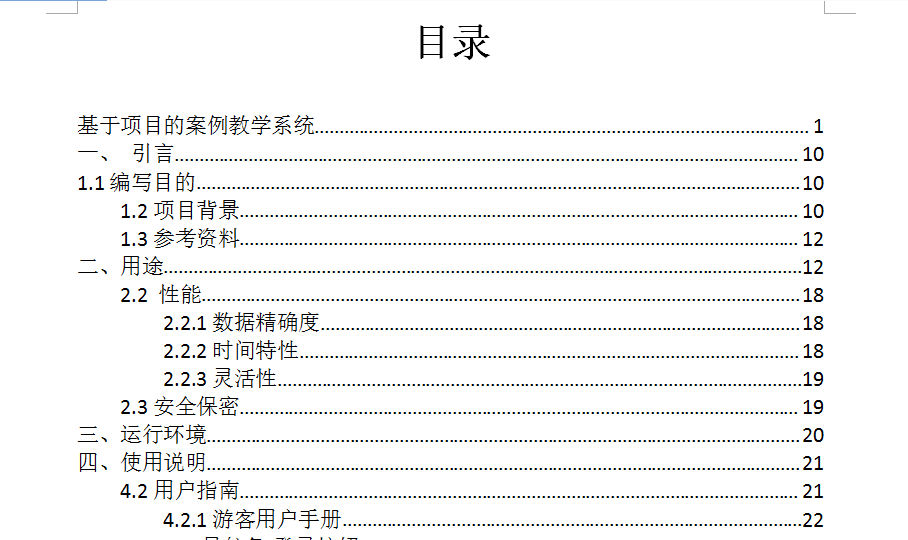 目录
基于项目的案例教学系统 1
一、 引言 10
1.1 编写目的 10
1.2 项目背景 10
1.3 参考资料 12
二、用途 12
2.2 性能 18
2.2.1 数据精确度 18
2.2.2 时间特性 18
2.2.3 灵活性 19
2.3 安全保密 19
三、运行环境 20
四、使用说明 21
4.2 用户指南 21
4.2.1 游客用户手册 22